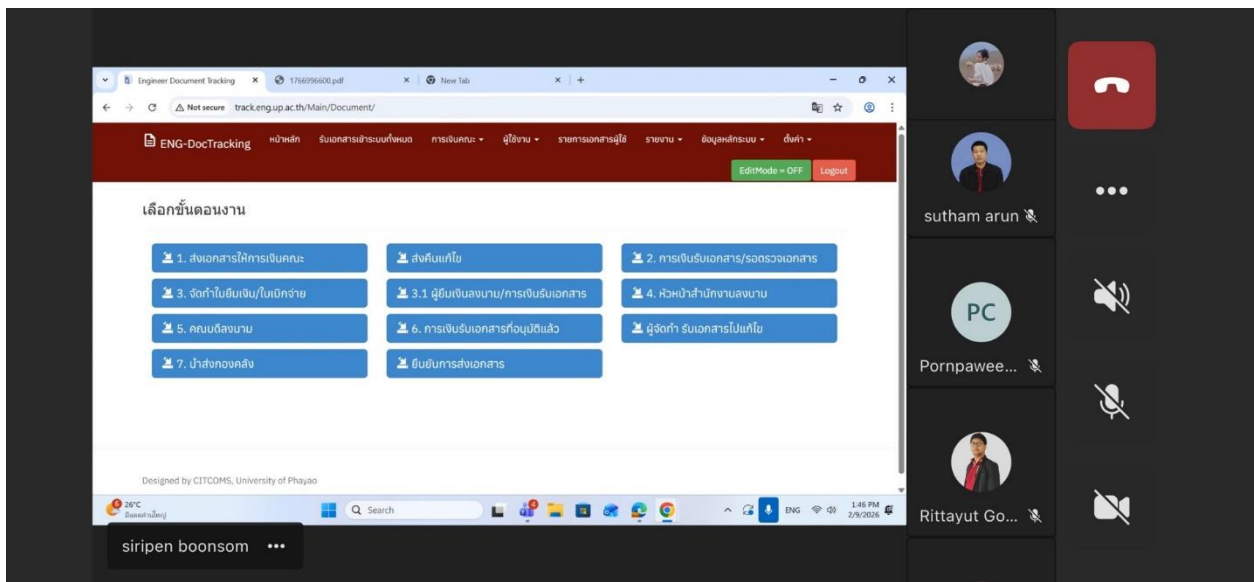 Engineer Document Tracking
1766996600.pdf
New Tab
Not secure track.eng.up.ac.th/Main/Document/
ENG-DocTracking หน้าหลัก รับเอกสารเข้าระบบทั้งหมด การเงินคณะ ผู้ใช้งาน รายการเอกสารผู้ใช้ รายงาน ข้อมูลหลักระบบ ตั้งค่า
EditMode = OFF Logout
เลือกขั้นตอนงาน
1. ส่งเอกสารให้การเงินคณะ
ส่งคืนแก้ไข
2. การเงินรับเอกสาร/รอตรวจเอกสาร
3. จัดทำใบยืมเงิน/ใบเบิกจ่าย
3.1 ผู้ยืมเงินลงนาม/การเงินรับเอกสาร
4. หัวหน้าสำนักงานลงนาม
5. คณบดีลงนาม
6. การเงินรับเอกสารที่อนุมัติแล้ว
ผู้จัดทำ รับเอกสารไปแก้ไข
7. นำส่งกองคลัง
ยืนยันการส่งเอกสาร
Designed by CITCOMS, University of Phayao
26°C
มีแดดส่วนใหญ่
Search
ENG
1:46 PM
2/9/2026
siripen boonsom
sutham arun
PC
Pornpawee...
Rittayut Go...